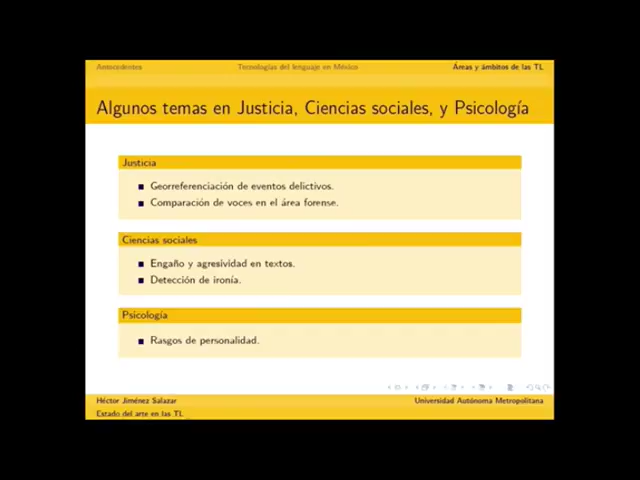 Antecedentes Tecnologías del lenguaje en México Áreas y ámbitos de las TL
Algunos temas en Justicia, Ciencias sociales, y Psicología
Justicia
Georreferenciación de eventos delictivos.
Comparación de voces en el área forense.
Ciencias sociales
Engaño y agresividad en textos.
Detección de ironía.
Psicología
Rasgos de personalidad.
Héctor Jiménez Salazar Universidad Autónoma Metropolitana
Estado del arte en las TL